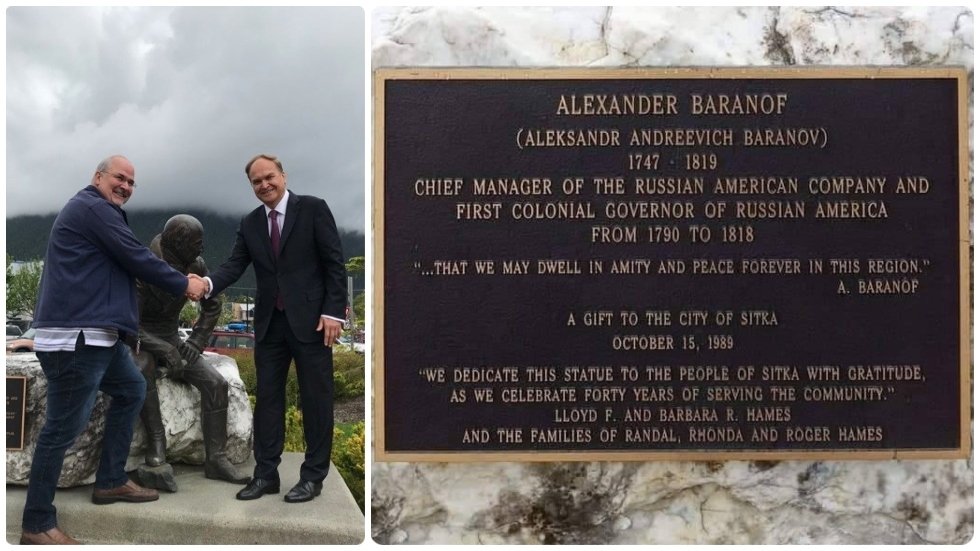 ALEXANDER BARANOF
(ALEKSANDR ANDREEVICH BARANOV)
1747 - 1819
CHIEF MANAGER OF THE RUSSIAN AMERICAN COMPANY AND
FIRST COLONIAL GOVERNOR OF RUSSIAN AMERICA
FROM 1790 TO 1818
"...THAT WE MAY DWELL IN AMITY AND PEACE FOREVER IN THIS REGION."
A. BARANOF
A GIFT TO THE CITY OF SITKA
OCTOBER 15, 1989
"WE DEDICATE THIS STATUE TO THE PEOPLE OF SITKA WITH GRATITUDE,
AS WE CELEBRATE FORTY YEARS OF SERVING THE COMMUNITY."
LLOYD F. AND BARBARA R. HAMES
AND THE FAMILIES OF RANDAL, RHONDA AND ROGER HAMES